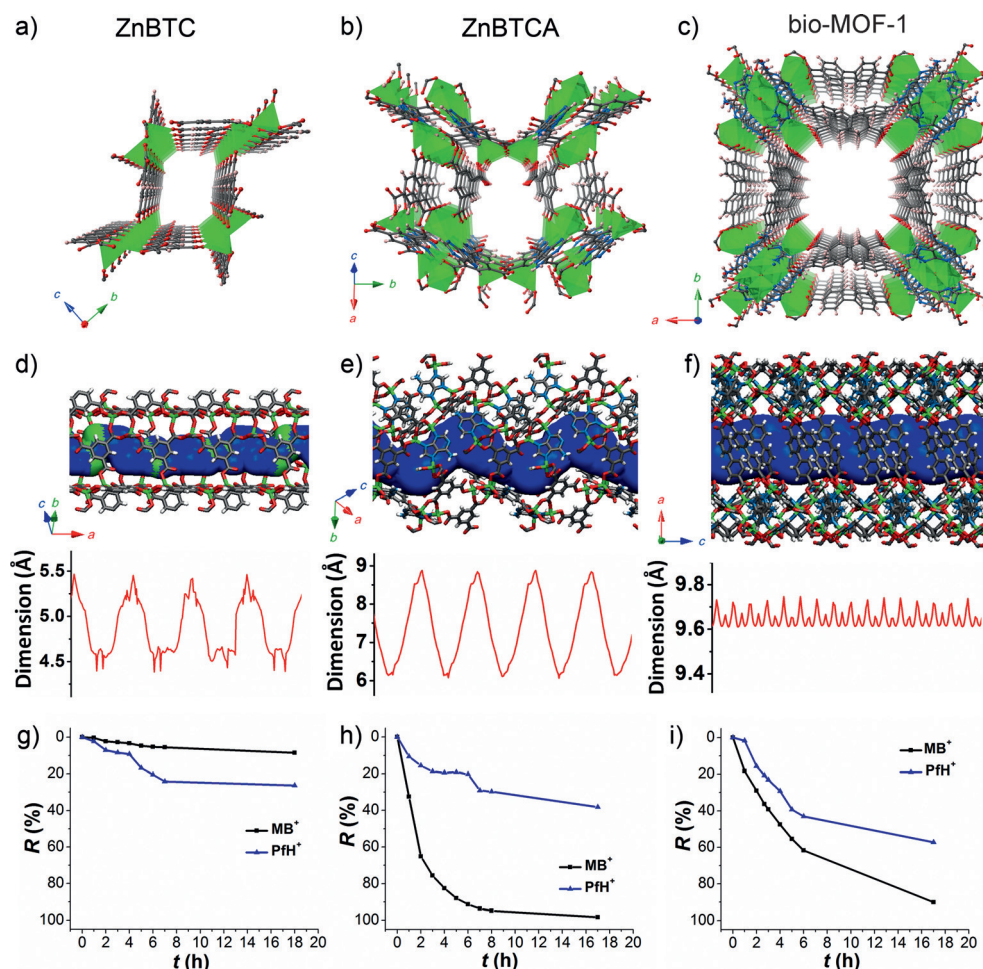 a) ZnBTC
b) ZnBTCA
c) bio-MOF-1
c b
c b a
b a
d)
e)
f)
c b a
c a b
a c
Dimension (Å)
5.5
5.0
4.5
Dimension (Å)
9
8
7
6
Dimension (Å)
9.8
9.6
9.4
g)
R (%)
0
20
40
60
80
100
MB+
PfH+
0 2 4 6 8 10 12 14 16 18 20
t (h)
h)
R (%)
0
20
40
60
80
100
MB+
PfH+
0 2 4 6 8 10 12 14 16 18 20
t (h)
i)
R (%)
0
20
40
60
80
100
MB+
PfH+
0 2 4 6 8 10 12 14 16 18 20
t (h)